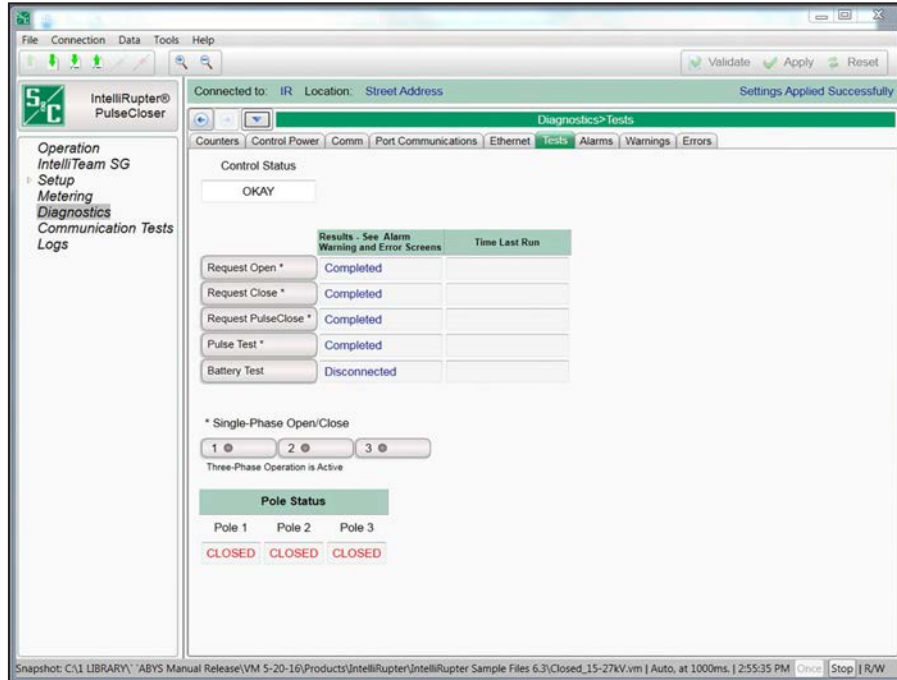 File Connection Data Tools Help
Validate Apply Reset
S&C
IntelliRupter®
PulseCloser
Connected to: IR Location: Street Address Settings Applied Successfully
Diagnostics>Tests
Operation
IntelliTeam SG
Setup
Metering
Diagnostics
Communication Tests
Logs
Counters Control Power Comm Port Communications Ethernet Tests Alarms Warnings Errors
Control Status
OKAY
Results - See Alarm
Warning and Error Screens
Time Last Run
Request Open * Completed
Request Close * Completed
Request PulseClose * Completed
Pulse Test * Completed
Battery Test Disconnected
* Single-Phase Open/Close
1 2 3
Three-Phase Operation is Active
Pole Status
Pole 1 Pole 2 Pole 3
CLOSED CLOSED CLOSED
Snapshot: C:\1 LIBRARY\` `ABYS Manual Release\VM 5-20-16\Products\IntelliRupter\IntelliRupter Sample Files 6.3\Closed_15-27kV.vm | Auto, at 1000ms. | 2:55:35 PM Once Stop | R/W